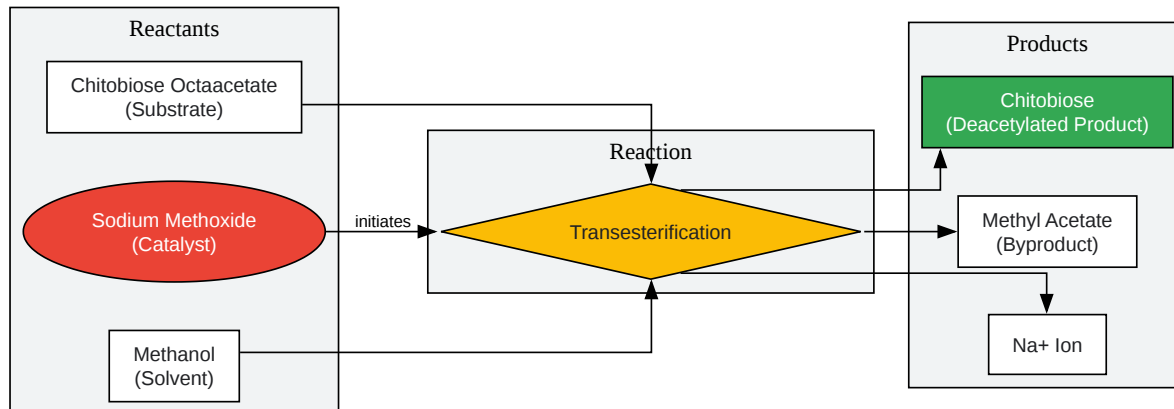 Reactants
Chitobiose Octaacetate
(Substrate)
Sodium Methoxide
(Catalyst)
initiates
Methanol
(Solvent)
Reaction
Transesterification
Products
Chitobiose
(Deacetylated Product)
Methyl Acetate
(Byproduct)
Na+ Ion